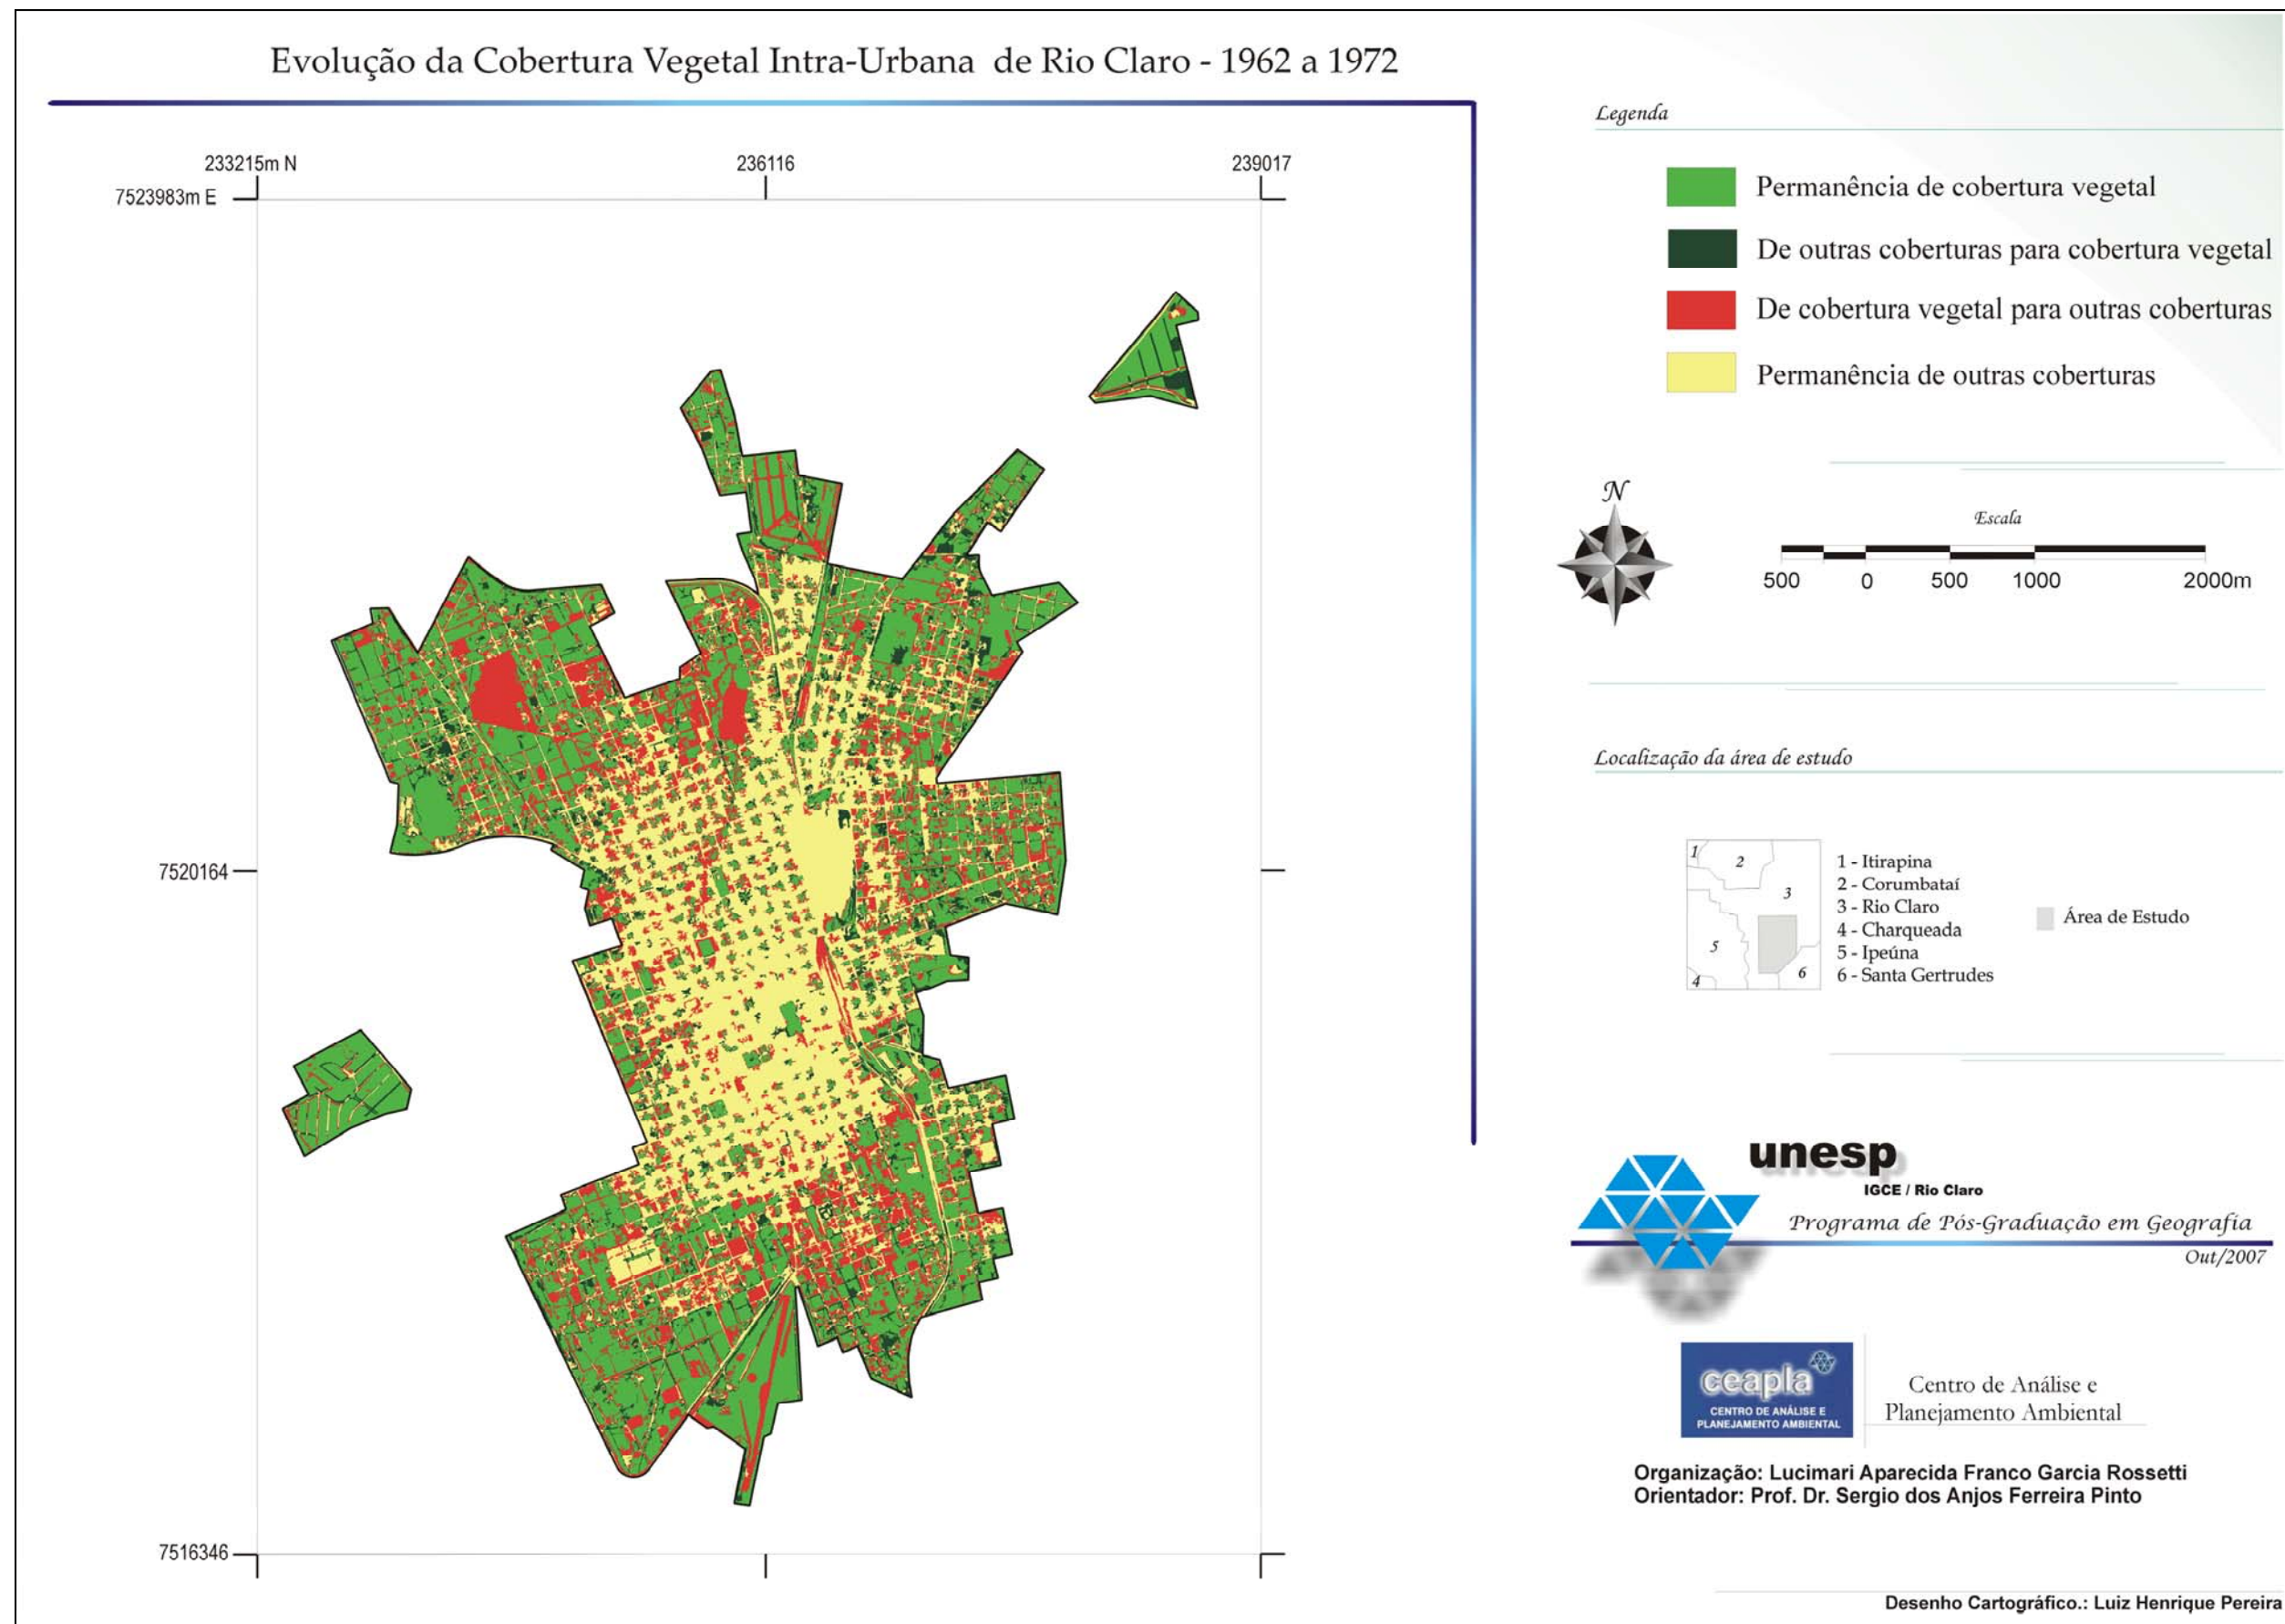 Evolução da Cobertura Vegetal Intra-Urbana de Rio Claro - 1962 a 1972
233215m N
236116
239017
7523983m E
7520164
7516346
Legenda
Permanência de cobertura vegetal
De outras coberturas para cobertura vegetal
De cobertura vegetal para outras coberturas
Permanência de outras coberturas
N
Escala
500 0 500 1000 2000m
Localização da área de estudo
1
2
3
5
4
6
1 - Itirapina
2 - Corumbataí
3 - Rio Claro
4 - Charqueada
5 - Ipeúna
6 - Santa Gertrudes
Área de Estudo
unesp
IGCE / Rio Claro
Programa de Pós-Graduação em Geografia
Out/2007
ceapla
CENTRO DE ANÁLISE E
PLANEJAMENTO AMBIENTAL
Centro de Análise e
Planejamento Ambiental
Organização: Lucimari Aparecida Franco Garcia Rossetti
Orientador: Prof. Dr. Sergio dos Anjos Ferreira Pinto
Desenho Cartográfico.: Luiz Henrique Pereira